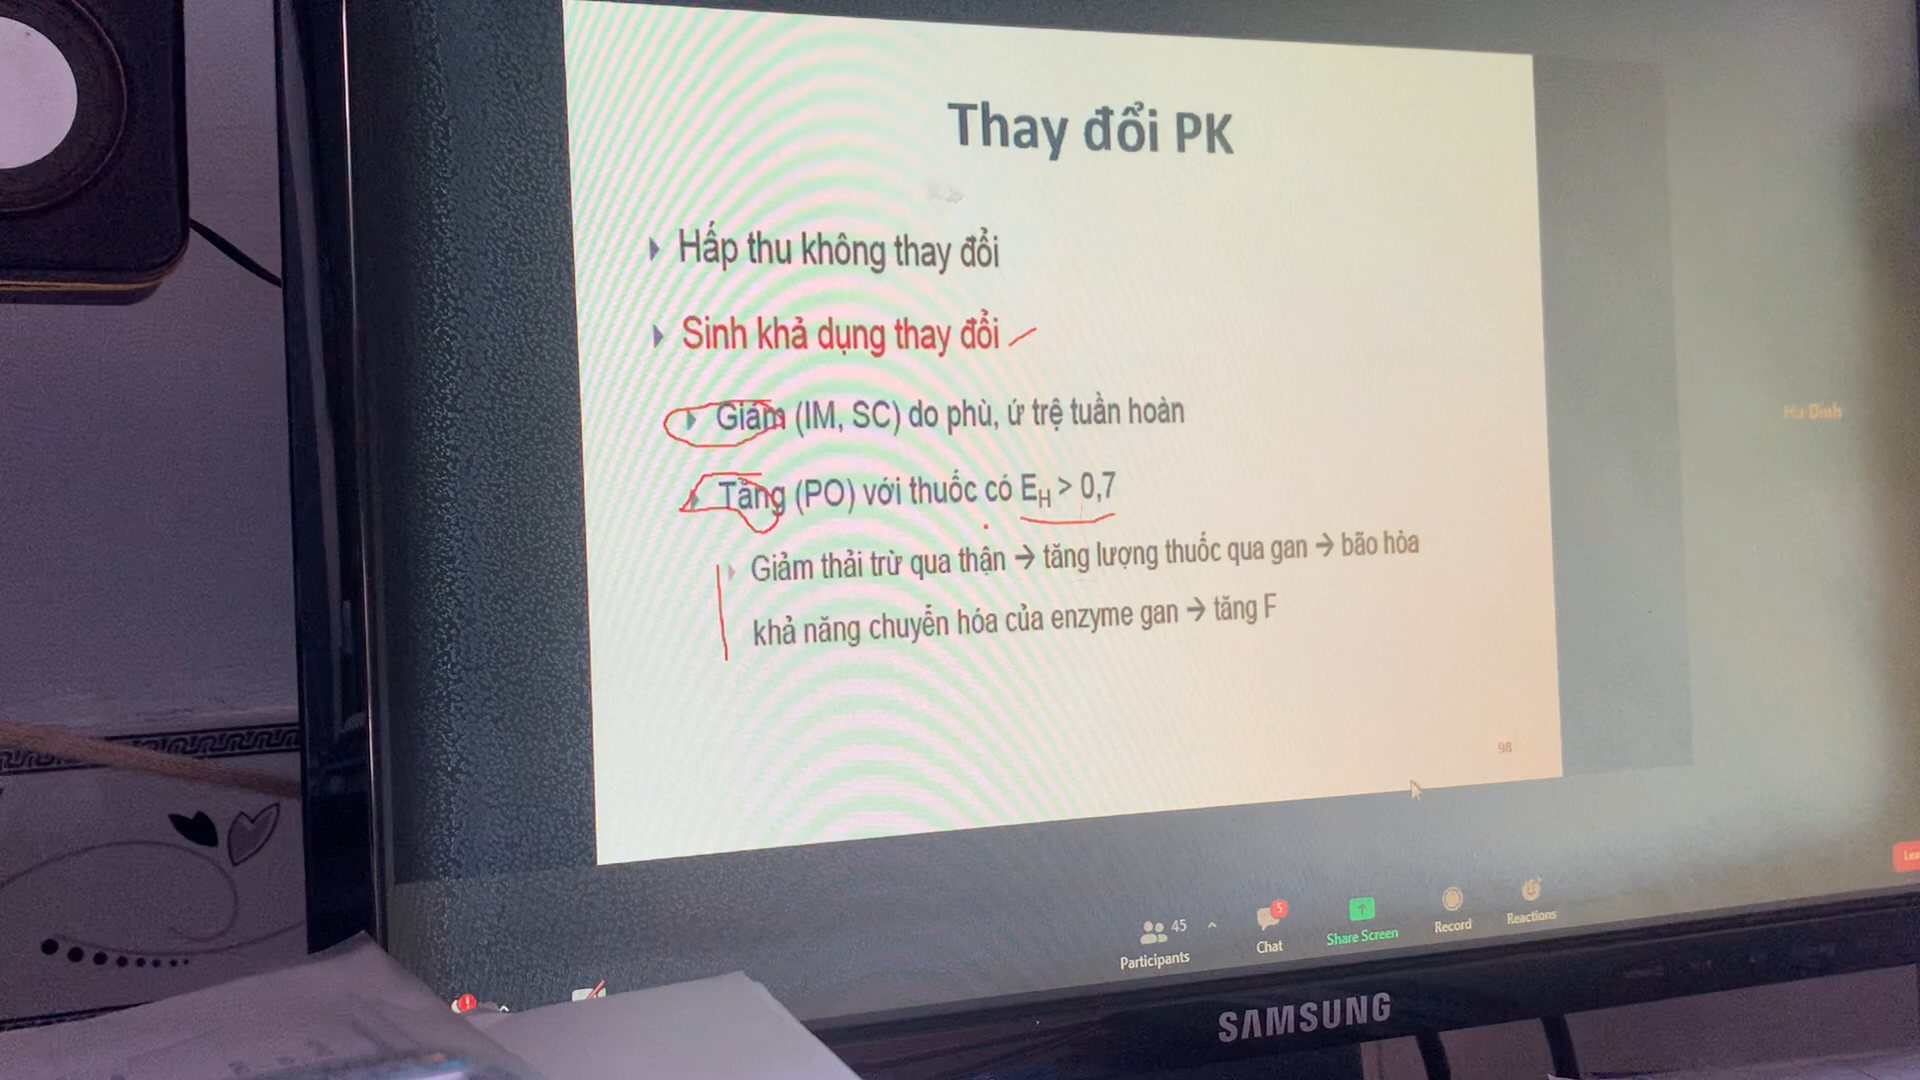 Thay đổi PK
Hấp thu không thay đổi
Sinh khả dụng thay đổi
Giảm (IM, SC) do phù, ứ trệ tuần hoàn
Tăng (PO) với thuốc có EH > 0,7
Giảm thải trừ qua thận → tăng lượng thuốc qua gan → bão hòa
khả năng chuyển hóa của enzyme gan → tăng F
98
Ha Dinh
45
Participants
5
Chat
Share Screen
Record
Reactions
SAMSUNG